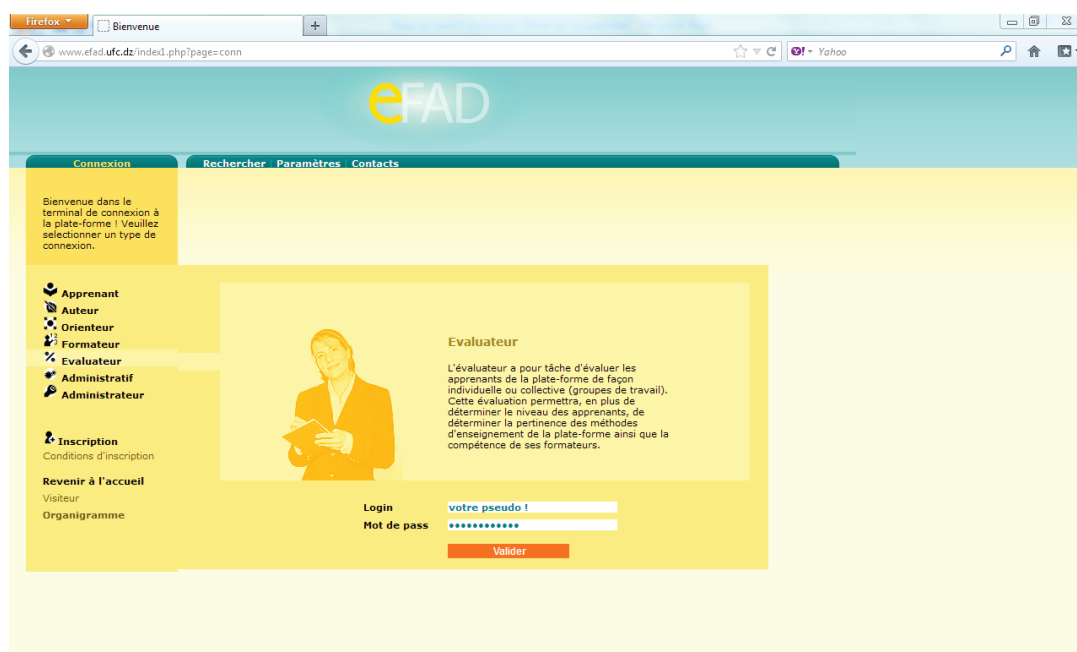 Firefox
Bienvenue
www.efad.ufc.dz/index1.php?page=conn
Yahoo
eFAD
Connexion
Rechercher | Paramètres | Contacts
Bienvenue dans le
terminal de connexion à
la plate-forme ! Veuillez
selectionner un type de
connexion.
Apprenant
Auteur
Orienteur
Formateur
Evaluateur
Administratif
Administrateur
Inscription
Conditions d'inscription
Revenir à l'accueil
Visiteur
Organigramme
Evaluateur
L'évaluateur a pour tâche d'évaluer les
apprenants de la plate-forme de façon
individuelle ou collective (groupes de travail).
Cette évaluation permettra, en plus de
déterminer le niveau des apprenants, de
déterminer la pertinence des méthodes
d'enseignement de la plate-forme ainsi que la
compétence de ses formateurs.
Login votre pseudo !
Mot de pass ••••••••••••
Valider